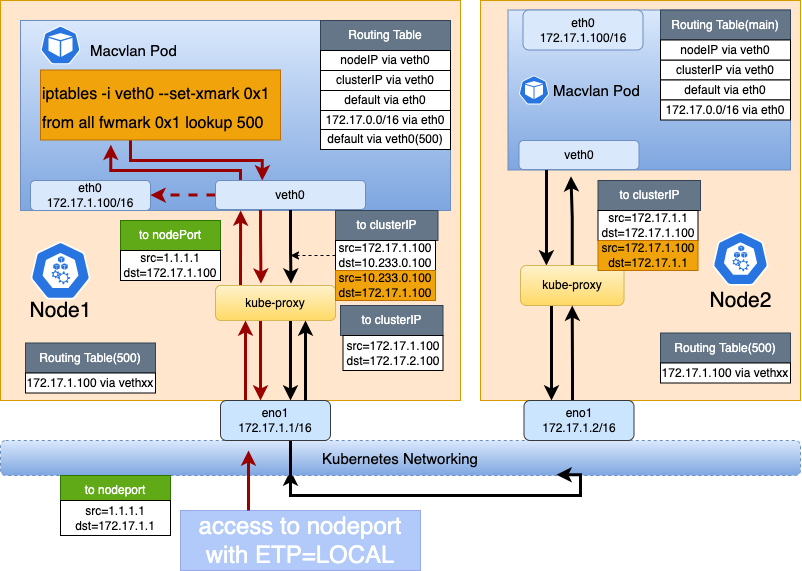 Macvlan Pod
iptables -i veth0 --set-xmark 0x1
from all fwmark 0x1 lookup 500
Routing Table
nodeIP via veth0
clusterIP via veth0
default via eth0
172.17.0.0/16 via eth0
default via veth0(500)
eth0
172.17.1.100/16
veth0
to nodePort
src=1.1.1.1
dst=172.17.1.100
to clusterIP
src=172.17.1.100
dst=10.233.0.100
src=10.233.0.100
dst=172.17.1.100
Node1
kube-proxy
to clusterIP
src=172.17.1.100
dst=172.17.2.100
Routing Table(500)
172.17.1.100 via vethxx
eno1
172.17.1.1/16
eth0
172.17.1.100/16
Routing Table(main)
nodeIP via veth0
clusterIP via veth0
default via eth0
172.17.0.0/16 via eth0
Macvlan Pod
veth0
to clusterIP
src=172.17.1.1
dst=172.17.1.100
src=172.17.1.100
dst=172.17.1.1
kube-proxy
Node2
Routing Table(500)
172.17.1.100 via vethxx
eno1
172.17.1.2/16
Kubernetes Networking
to nodeport
src=1.1.1.1
dst=172.17.1.1
access to nodeport
with ETP=LOCAL